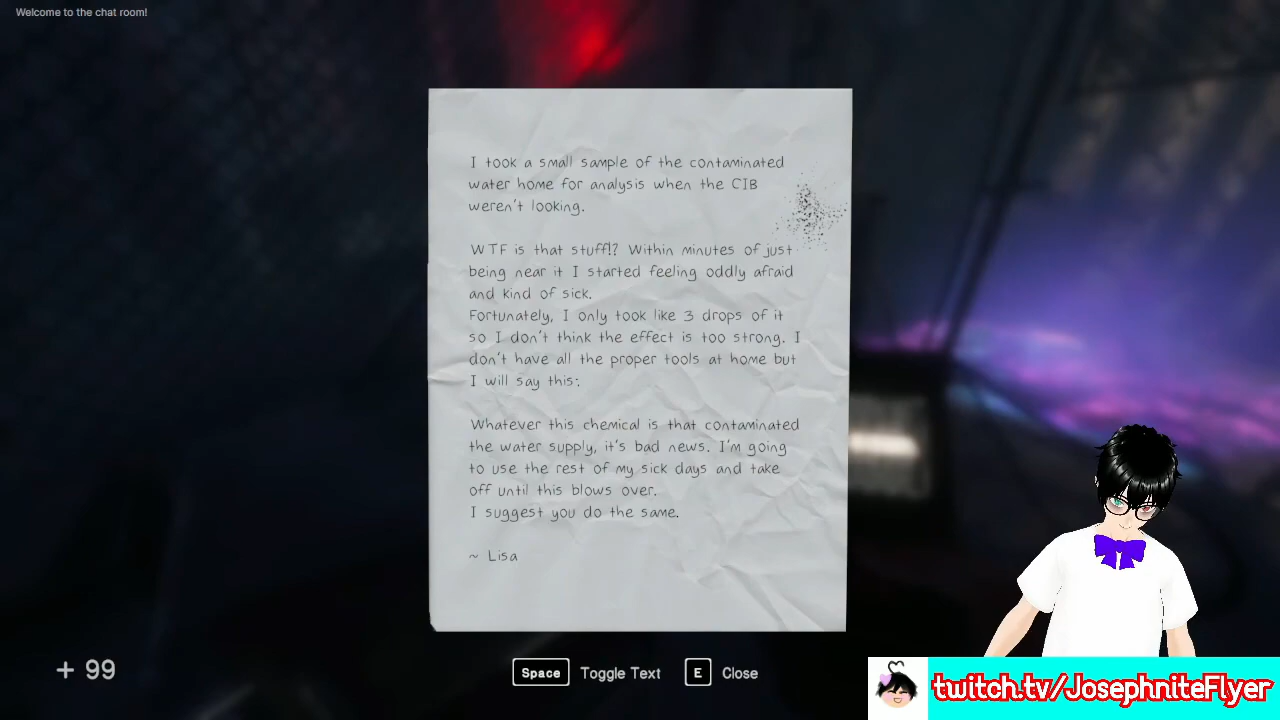 Welcome to the chat room!
I took a small sample of the contaminated
water home for analysis when the CIB
weren't looking.
WTF is that stuff!? Within minutes of just
being near it I started feeling oddly afraid
and kind of sick.
Fortunately, I only took like 3 drops of it
so I don't think the effect is too strong. I
don't have all the proper tools at home but
I will say this:
Whatever this chemical is that contaminated
the water supply, it's bad news. I'm going
to use the rest of my sick days and take
off until this blows over.
I suggest you do the same.
~ Lisa
+ 99
Space Toggle Text E Close
twitch.tv/JosephniteFlyer